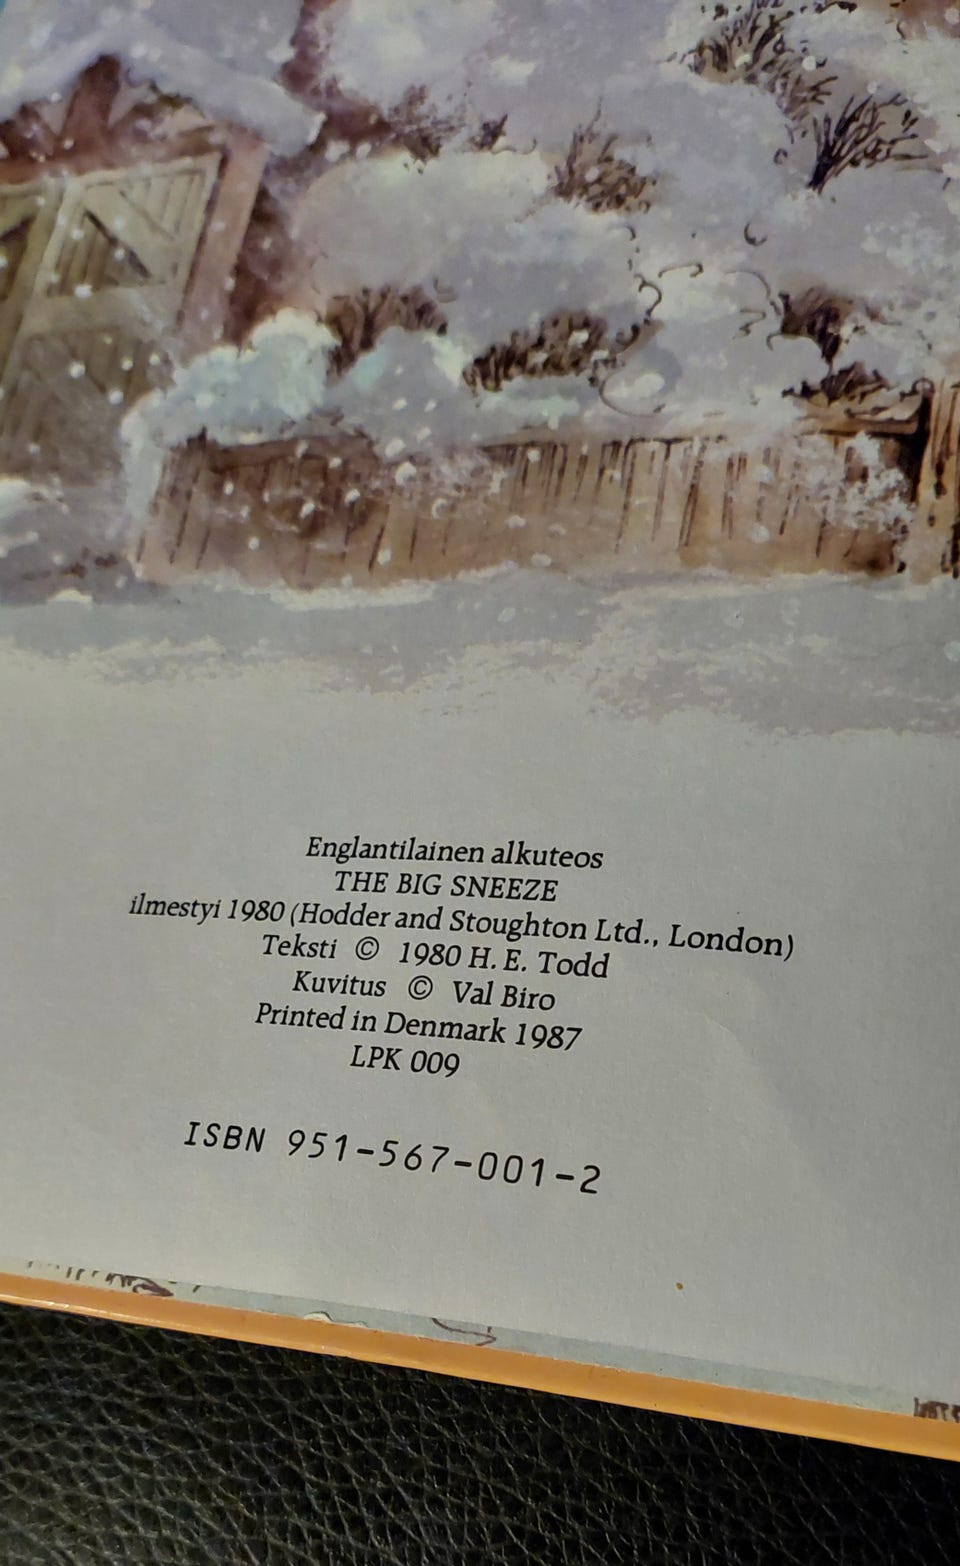 Englantilainen alkuteos
THE BIG SNEEZE
ilmestyi 1980 (Hodder and Stoughton Ltd., London)
Teksti © 1980 H. E. Todd
Kuvitus © Val Biro
Printed in Denmark 1987
LPK 009
ISBN 951-567-001-2